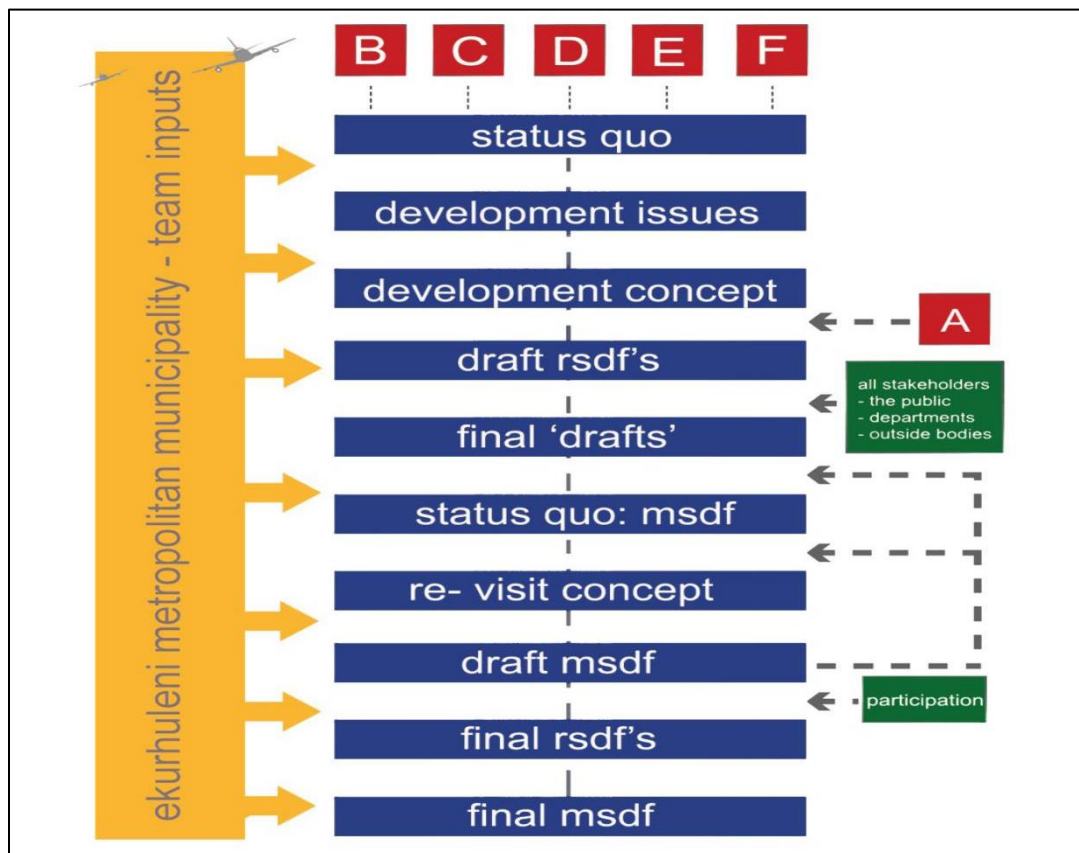 ekurhuleni metropolitan municipality - team inputs
B C D E F
status quo
development issues
development concept
A
draft rsdf's
all stakeholders
- the public
- departments
- outside bodies
final 'drafts'
status quo: msdf
re- visit concept
draft msdf
participation
final rsdf's
final msdf